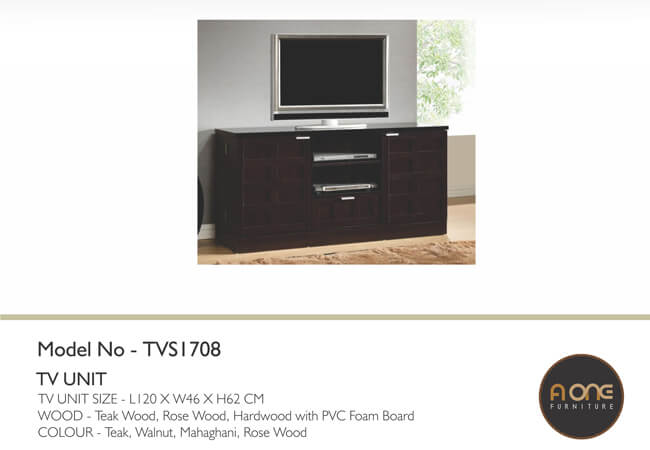 Model No - TVS1708
TV UNIT
TV UNIT SIZE - L120 X W46 X H62 CM
WOOD - Teak Wood, Rose Wood, Hardwood with PVC Foam Board
COLOUR - Teak, Walnut, Mahaghani, Rose Wood
A ONE
FURNITURE